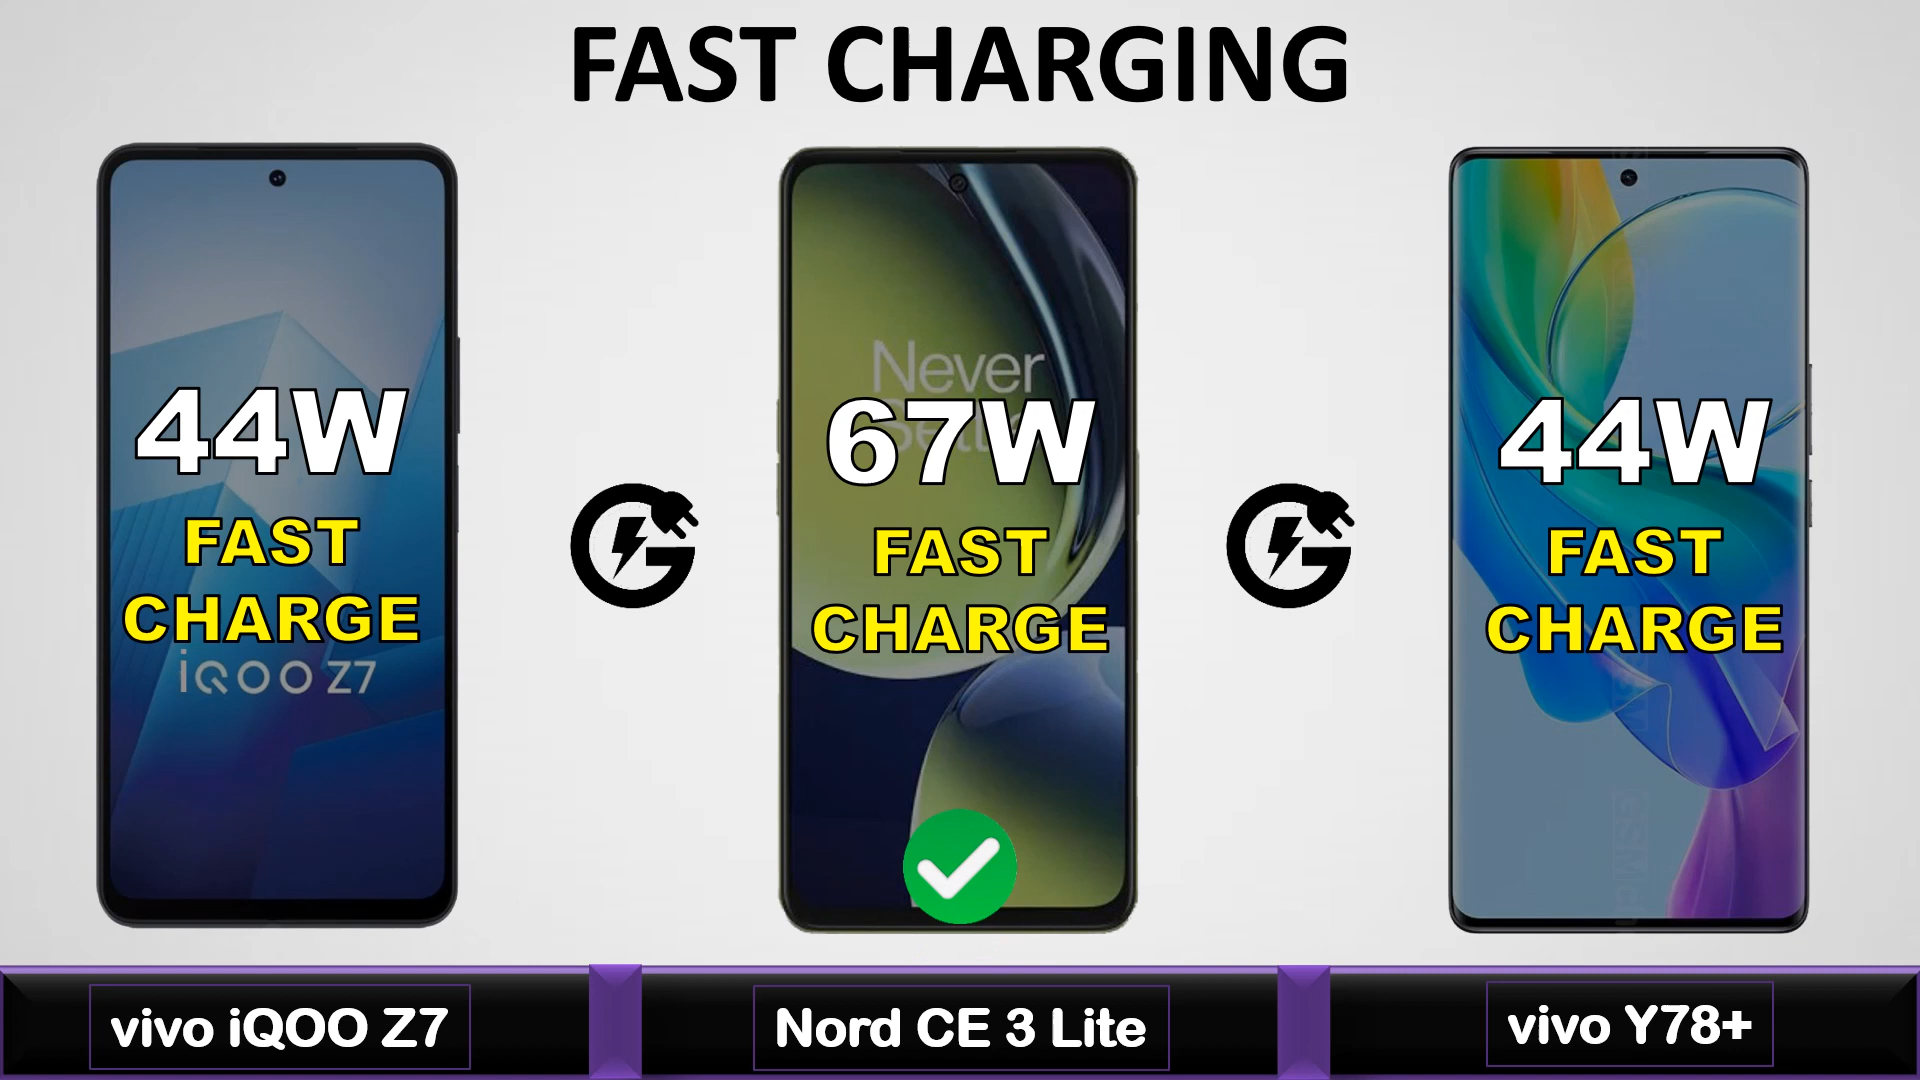 FAST CHARGING
44W
FAST
CHARGE
iQOO Z7
Never
67W
FAST
CHARGE
44W
FAST
CHARGE
vivo iQOO Z7
Nord CE 3 Lite
vivo Y78+